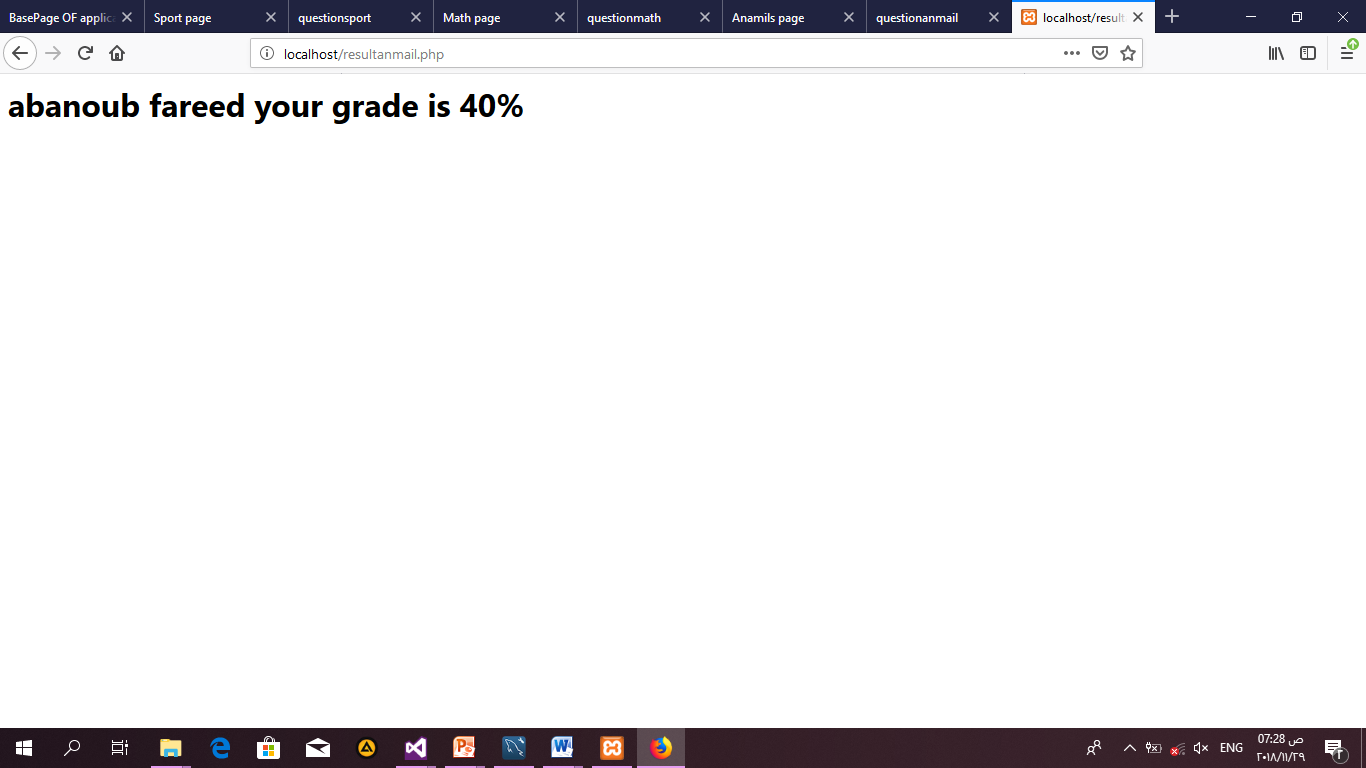 BasePage OF applic
Sport page
questionsport
Math page
questionmath
Anamils page
questionanmail
localhost/result
localhost/resultanmail.php
abanoub fareed your grade is 40%
ENG
07:28 ص
٢٠١٨/١١/٢٩